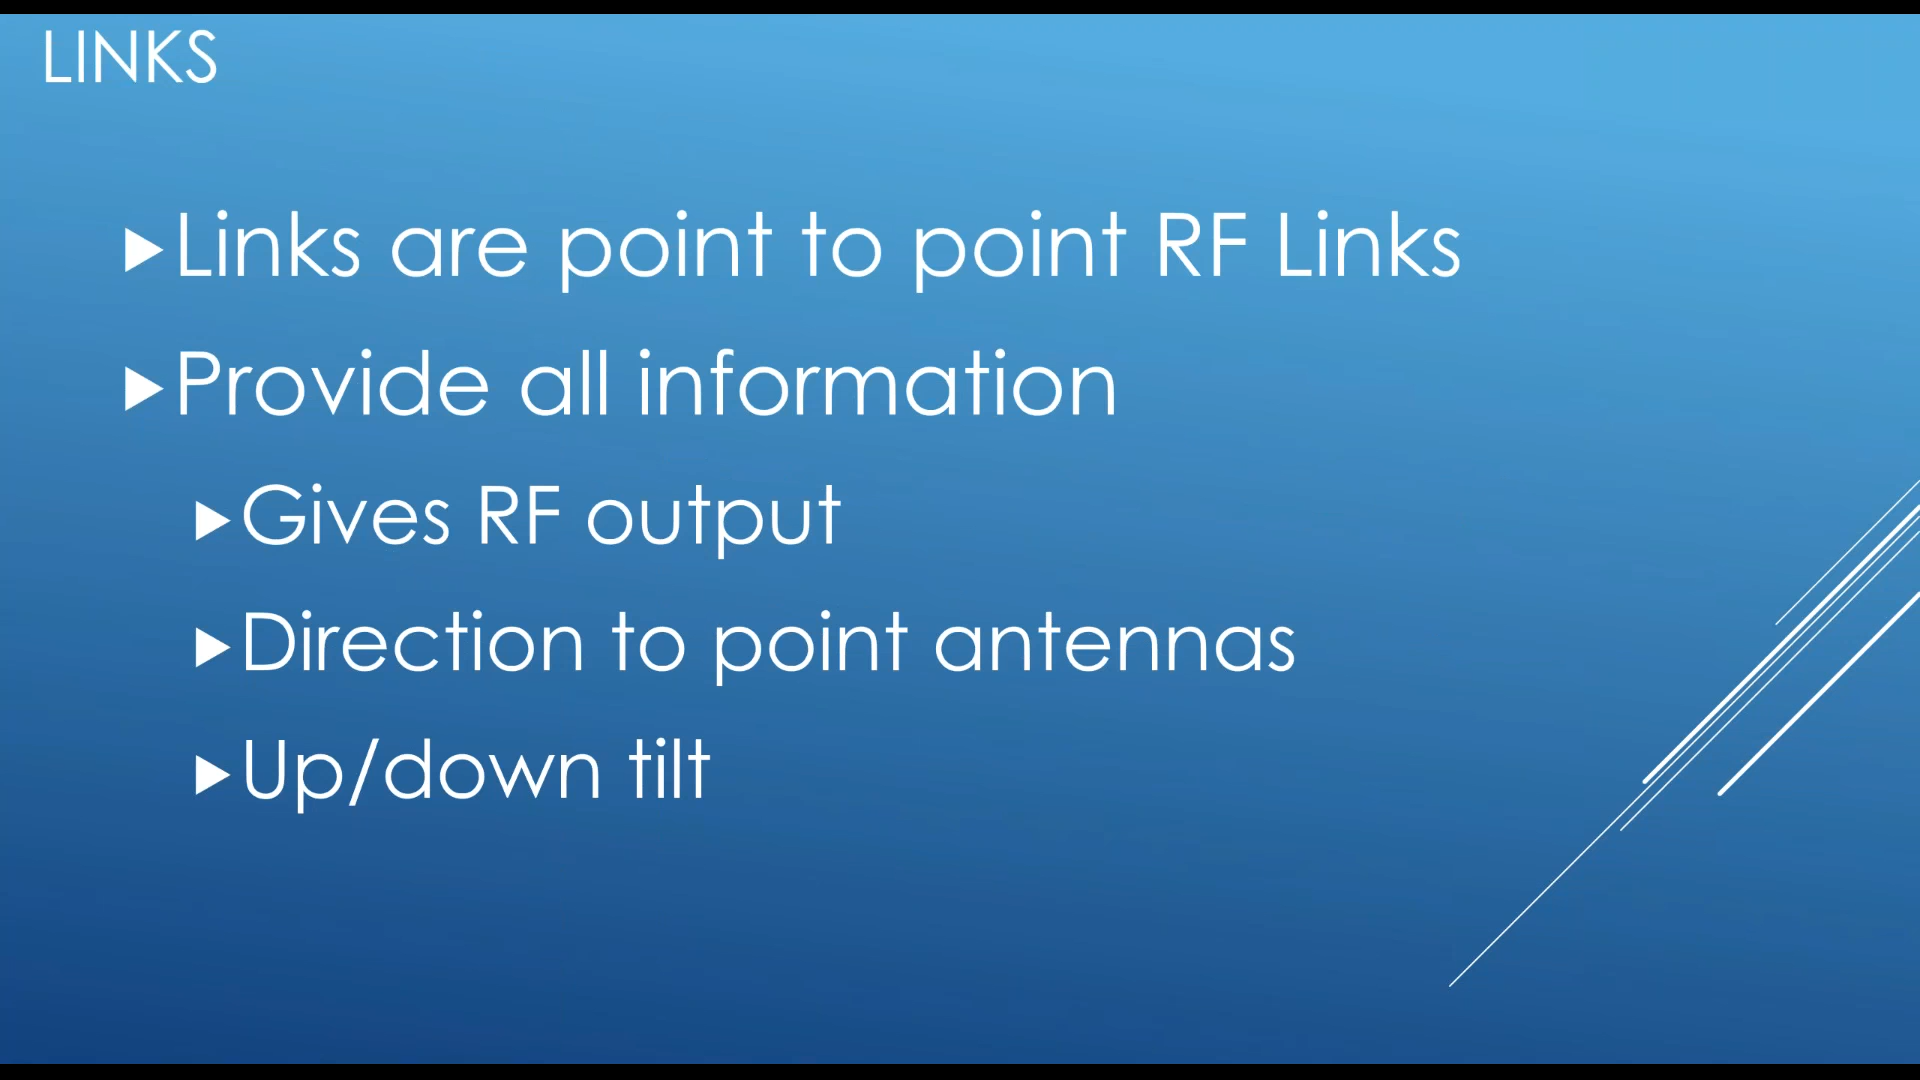 LINKS
Links are point to point RF Links
Provide all information
Gives RF output
Direction to point antennas
Up/down tilt